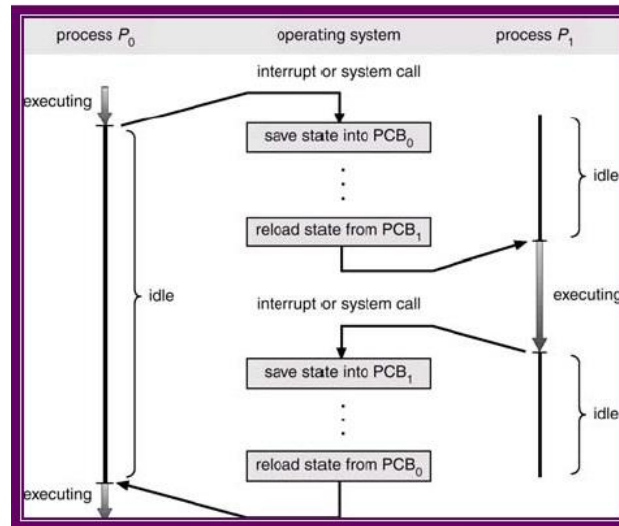 process P0
operating system
process P1
interrupt or system call
executing
save state into PCB0
idle
reload state from PCB1
idle
interrupt or system call
executing
save state into PCB1
idle
reload state from PCB0
executing